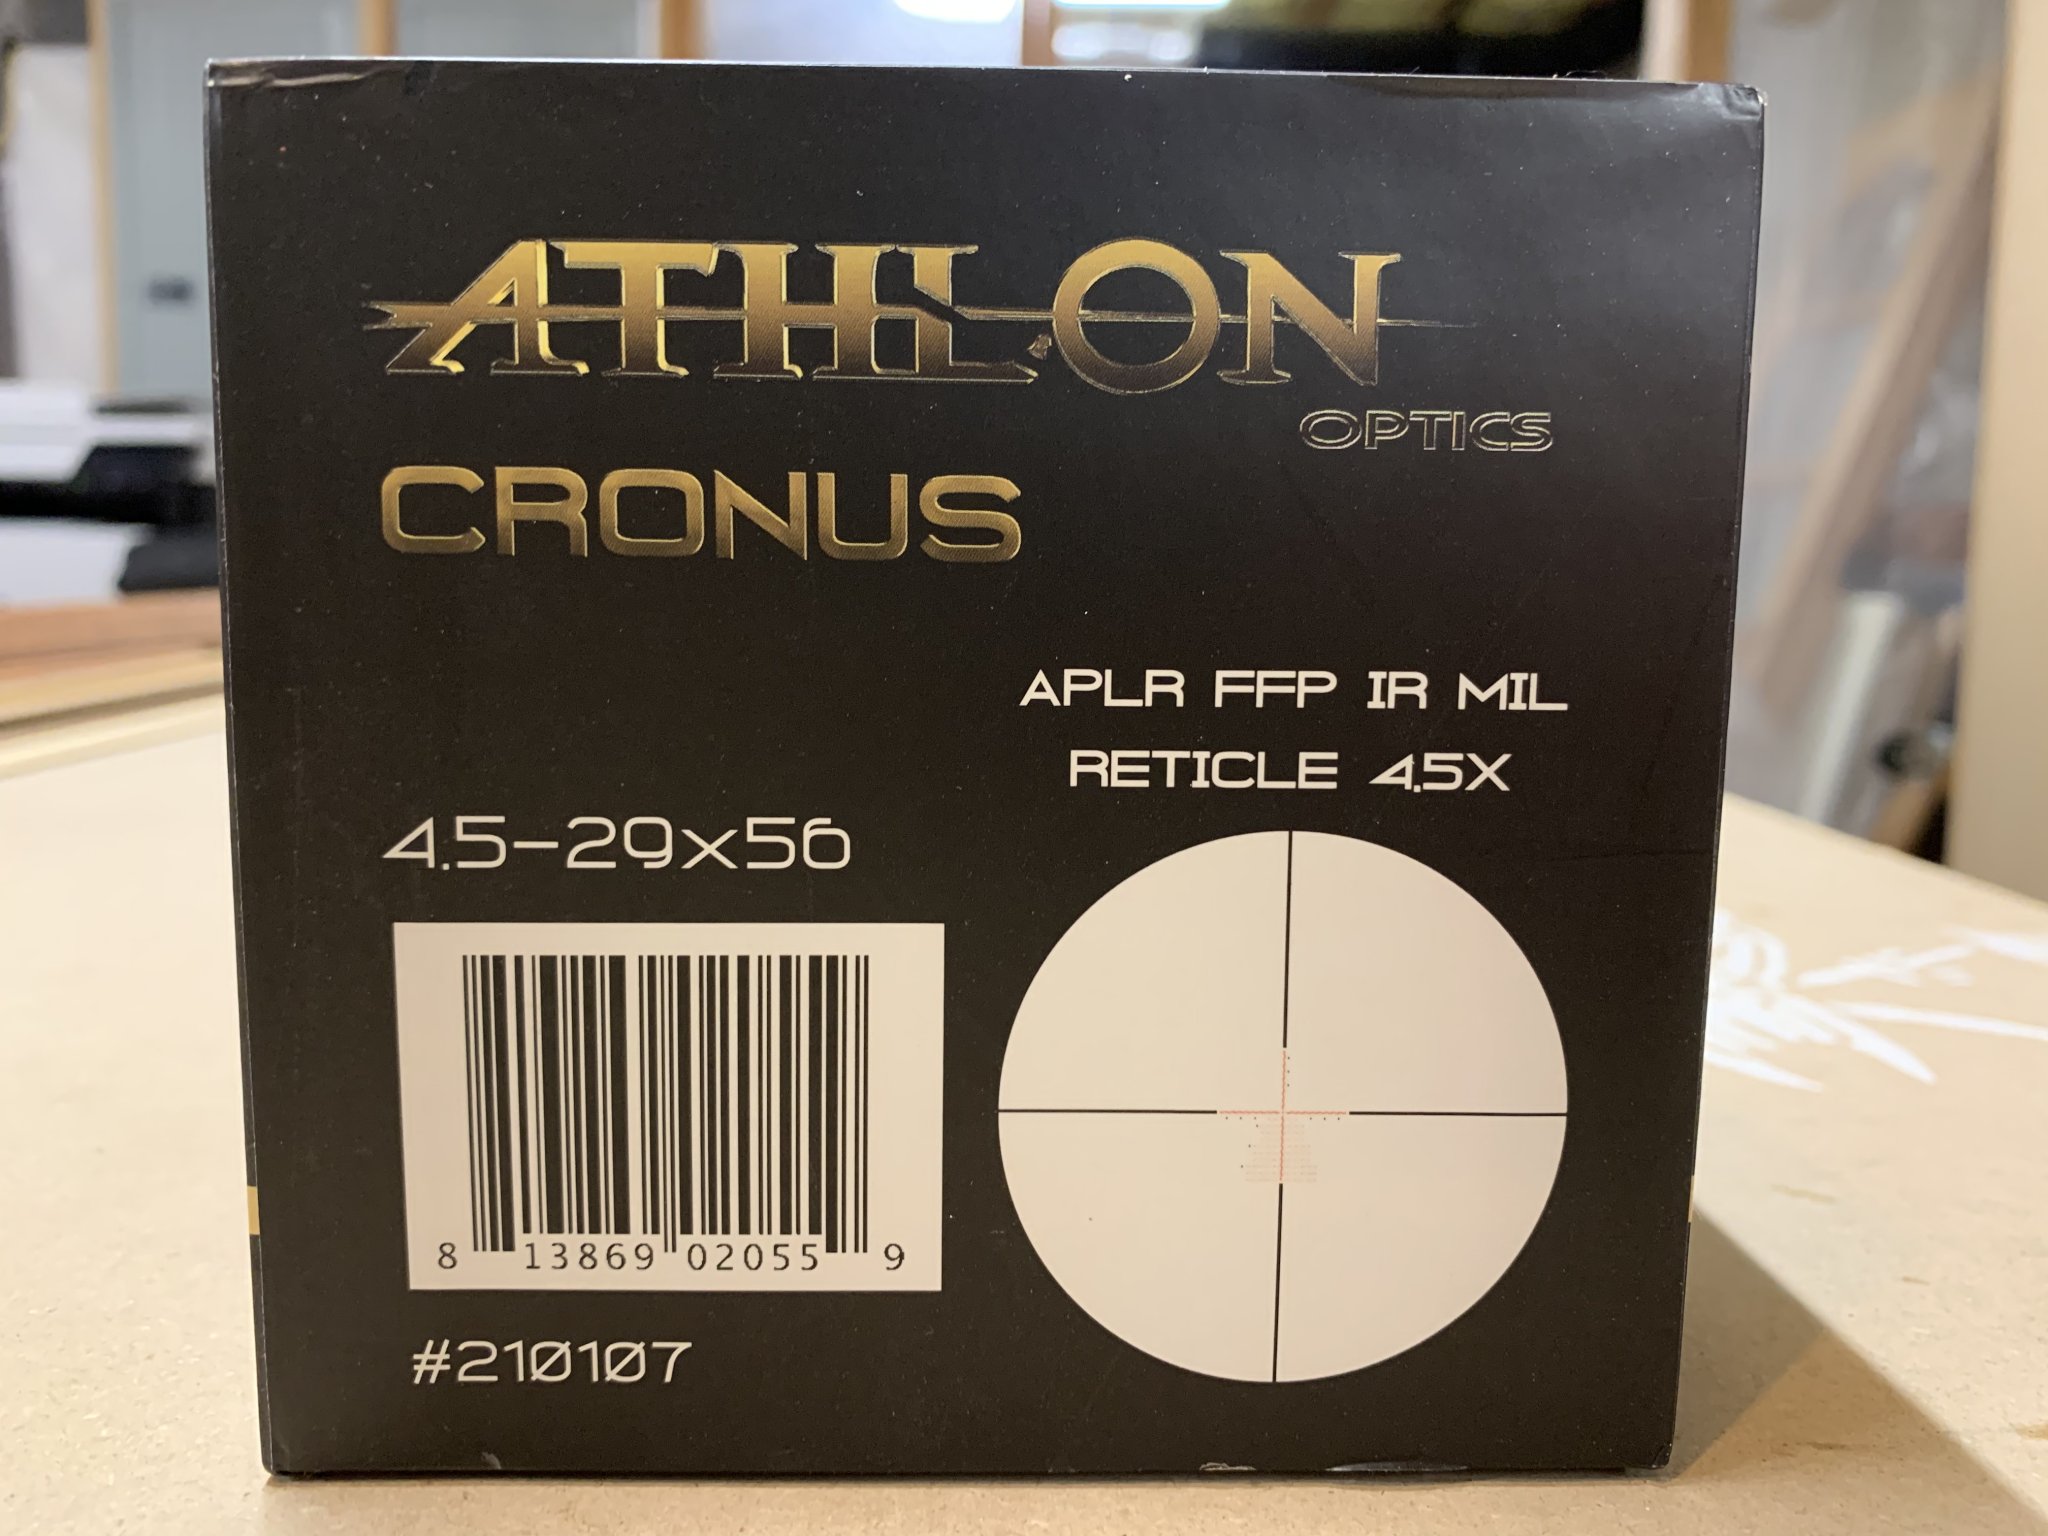 ATHLON
OPTICS
CRONUS
APLR FFP IR MIL
RETICLE 4.5X
4.5-29x56
8 13869 02055 9
#210107